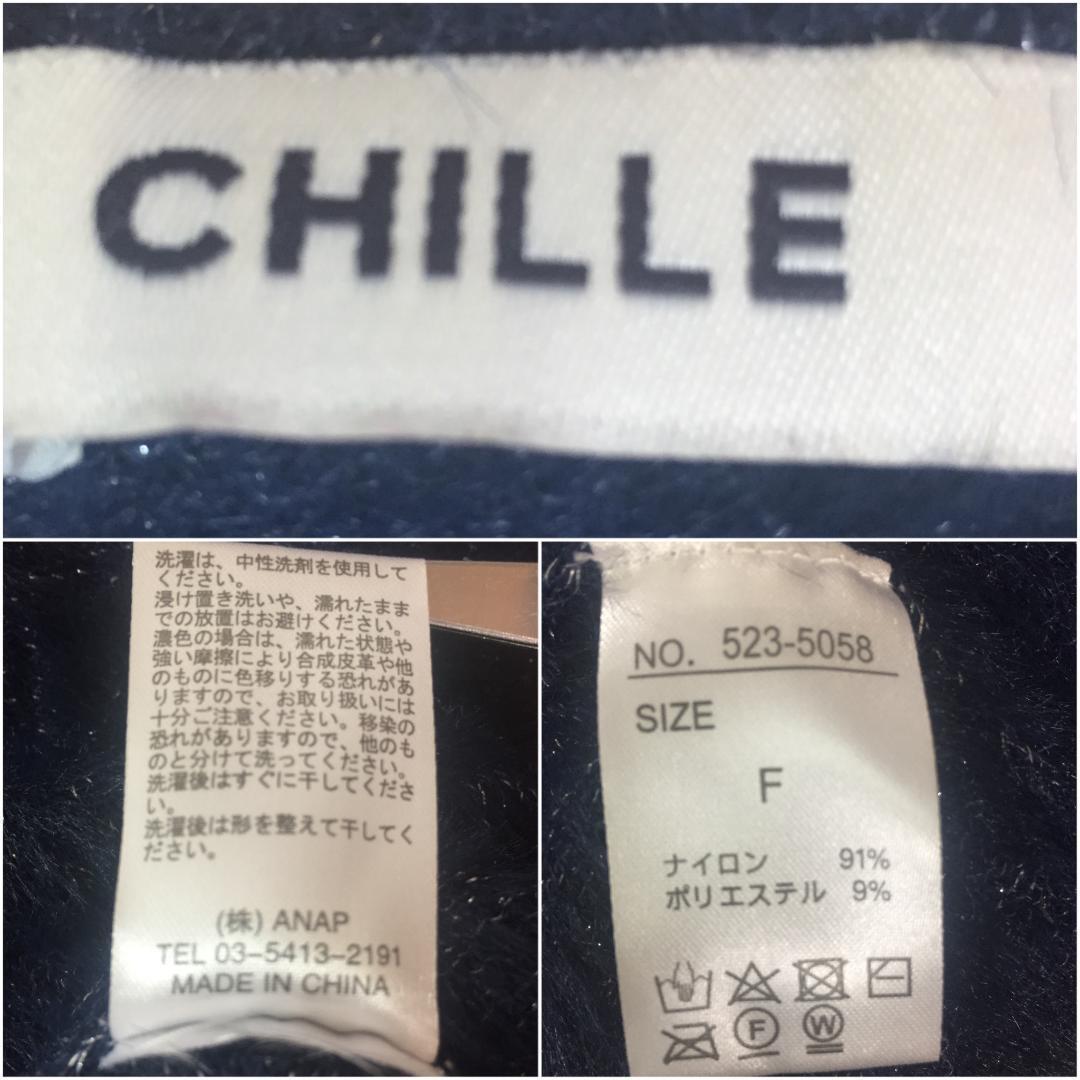 CHILLE
洗濯は、中性洗剤を使用して
ください。
浸け置き洗いや、濡れたまま
での放置はお避けください。
濃色の場合は、濡れた状態や
強い摩擦により合成皮革や他
のものに色移りする恐れがあ
りますので、お取り扱いには
十分ご注意ください。移染の
恐れがありますので、他のも
のと分けて洗ってください。
洗濯後はすぐに干してくださ
い。
洗濯後は形を整えて干してく
ださい。
(株) ANAP
TEL 03-5413-2191
MADE IN CHINA
NO. 523-5058
SIZE
F
ナイロン 91%
ポリエステル 9%
F W